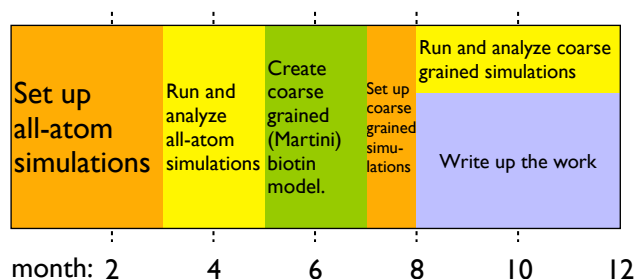 Set up
all-atom
simulations
Run and
analyze
all-atom
simulations
Create
coarse
grained
(Martini)
biotin
model.
Set up
coarse
grained
simu-
lations
Run and analyze coarse
grained simulations
Write up the work
month: 2 4 6 8 10 12